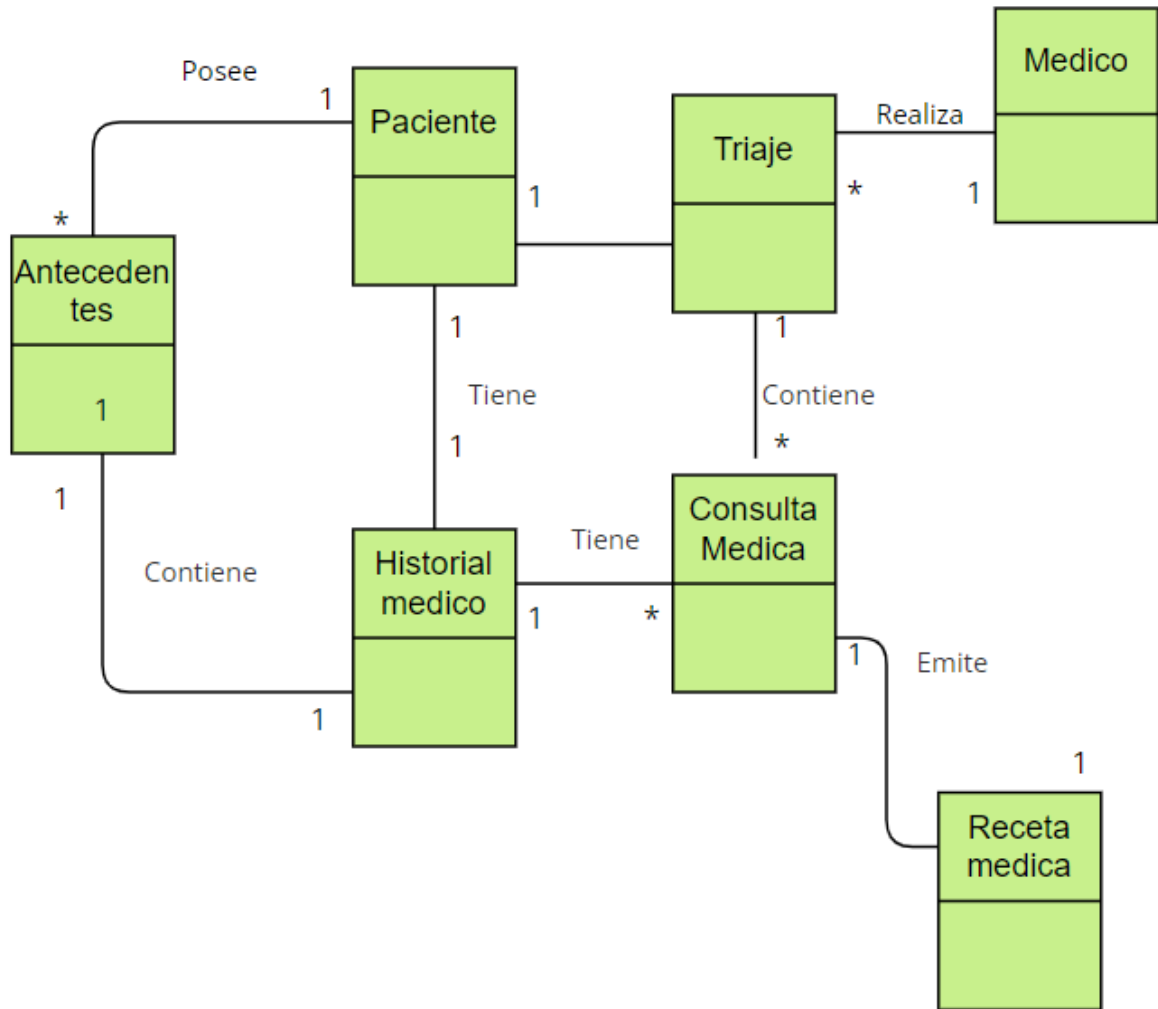 Medico
Posee
1
Paciente
Triaje
Realiza
*
1
1
*
Anteceden
tes
1
1
1
Tiene
Contiene
1
1
*
Contiene
Historial
medico
Tiene
1
*
Consulta
Medica
1
Emite
1
1
Receta
medica